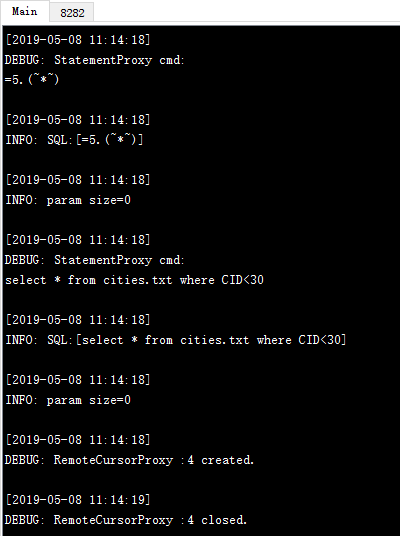 Main 8282
[2019-05-08 11:14:18]
DEBUG: StatementProxy cmd:
=5.(~*~)
[2019-05-08 11:14:18]
INFO: SQL:[=5.(~*~)]
[2019-05-08 11:14:18]
INFO: param size=0
[2019-05-08 11:14:18]
DEBUG: StatementProxy cmd:
select * from cities.txt where CID<30
[2019-05-08 11:14:18]
INFO: SQL:[select * from cities.txt where CID<30]
[2019-05-08 11:14:18]
INFO: param size=0
[2019-05-08 11:14:18]
DEBUG: RemoteCursorProxy :4 created.
[2019-05-08 11:14:19]
DEBUG: RemoteCursorProxy :4 closed.